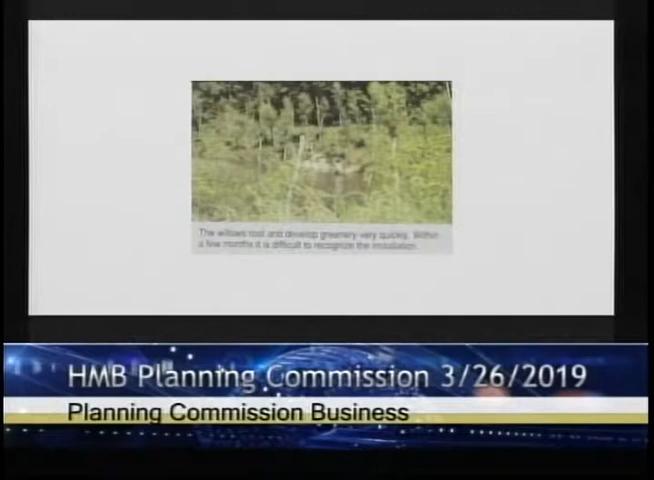 The willows root and develop greenery very quickly. Within
a few months it is difficult to recognize the installation.
HMB Planning Commission 3/26/2019
Planning Commission Business